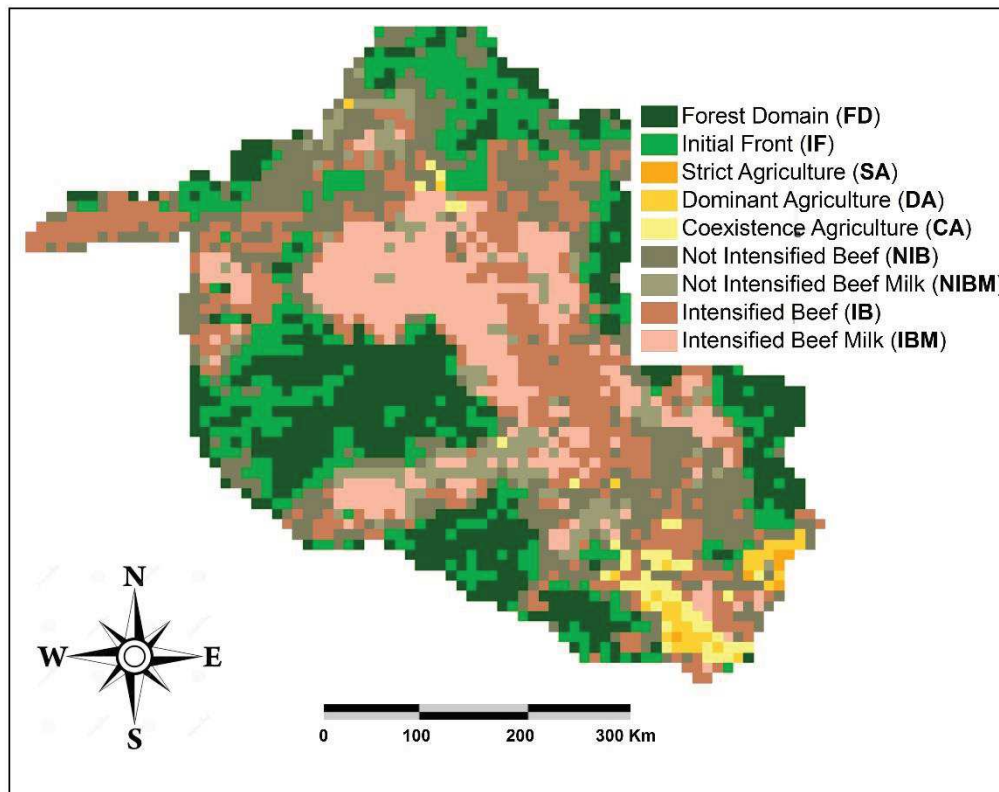 Forest Domain (FD)
Initial Front (IF)
Strict Agriculture (SA)
Dominant Agriculture (DA)
Coexistence Agriculture (CA)
Not Intensified Beef (NIB)
Not Intensified Beef Milk (NIBM)
Intensified Beef (IB)
Intensified Beef Milk (IBM)
N
W E
S
0 100 200 300 Km